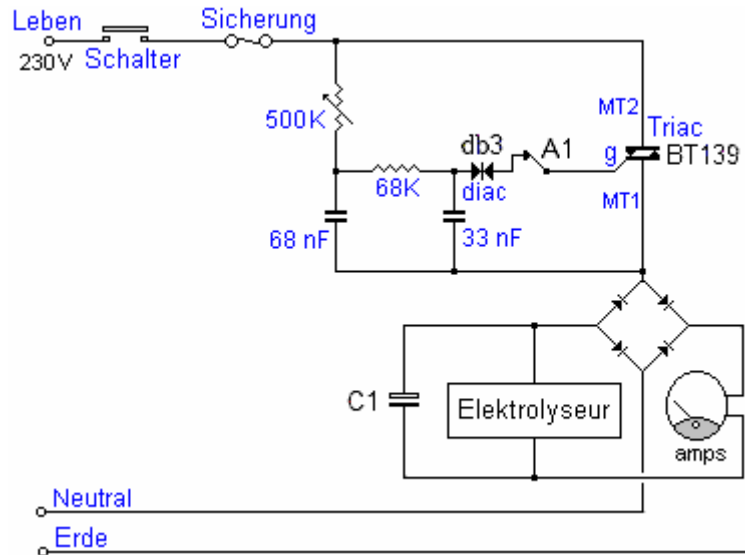 Leben
Sicherung
230V
Schalter
MT2
500K
db3
A1
Triac
g
BT139
68K
diac
MT1
68 nF
33 nF
C1
Elektrolyseur
amps
Neutral
Erde